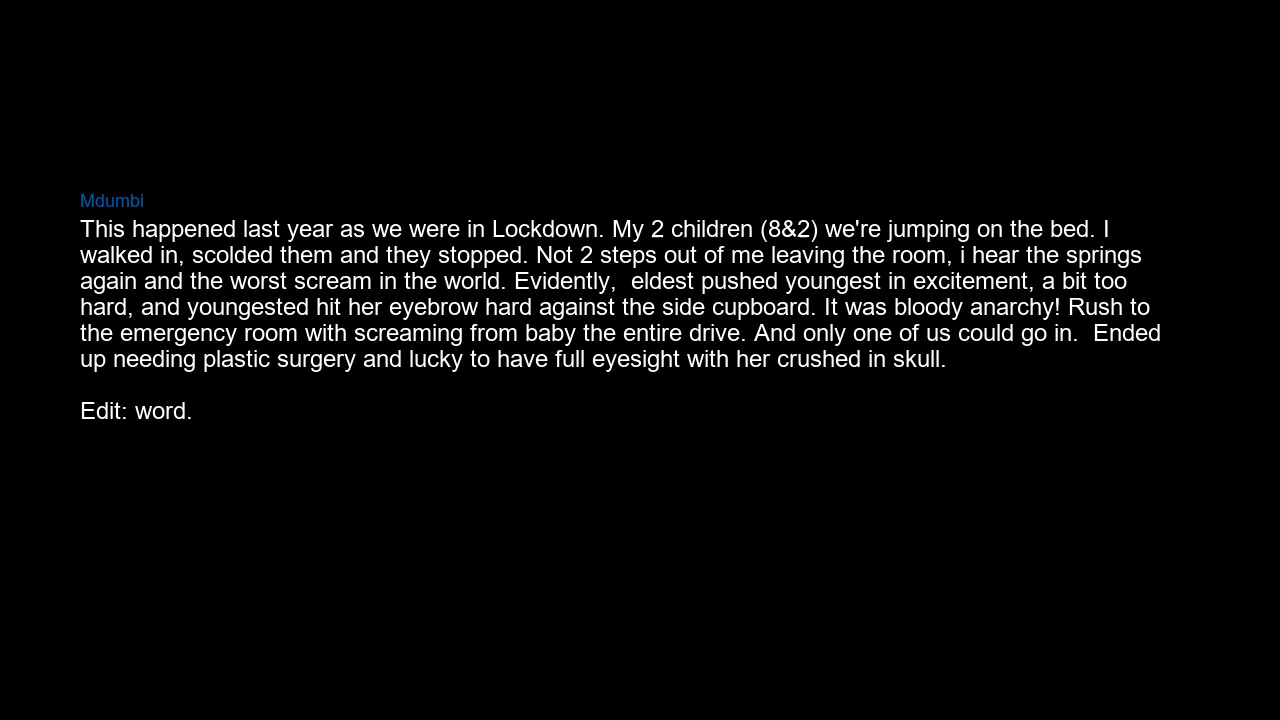 Mdumbi
This happened last year as we were in Lockdown. My 2 children (8&2) we're jumping on the bed. I
walked in, scolded them and they stopped. Not 2 steps out of me leaving the room, i hear the springs
again and the worst scream in the world. Evidently,  eldest pushed youngest in excitement, a bit too
hard, and youngested hit her eyebrow hard against the side cupboard. It was bloody anarchy! Rush to
the emergency room with screaming from baby the entire drive. And only one of us could go in.  Ended
up needing plastic surgery and lucky to have full eyesight with her crushed in skull.

Edit: word.